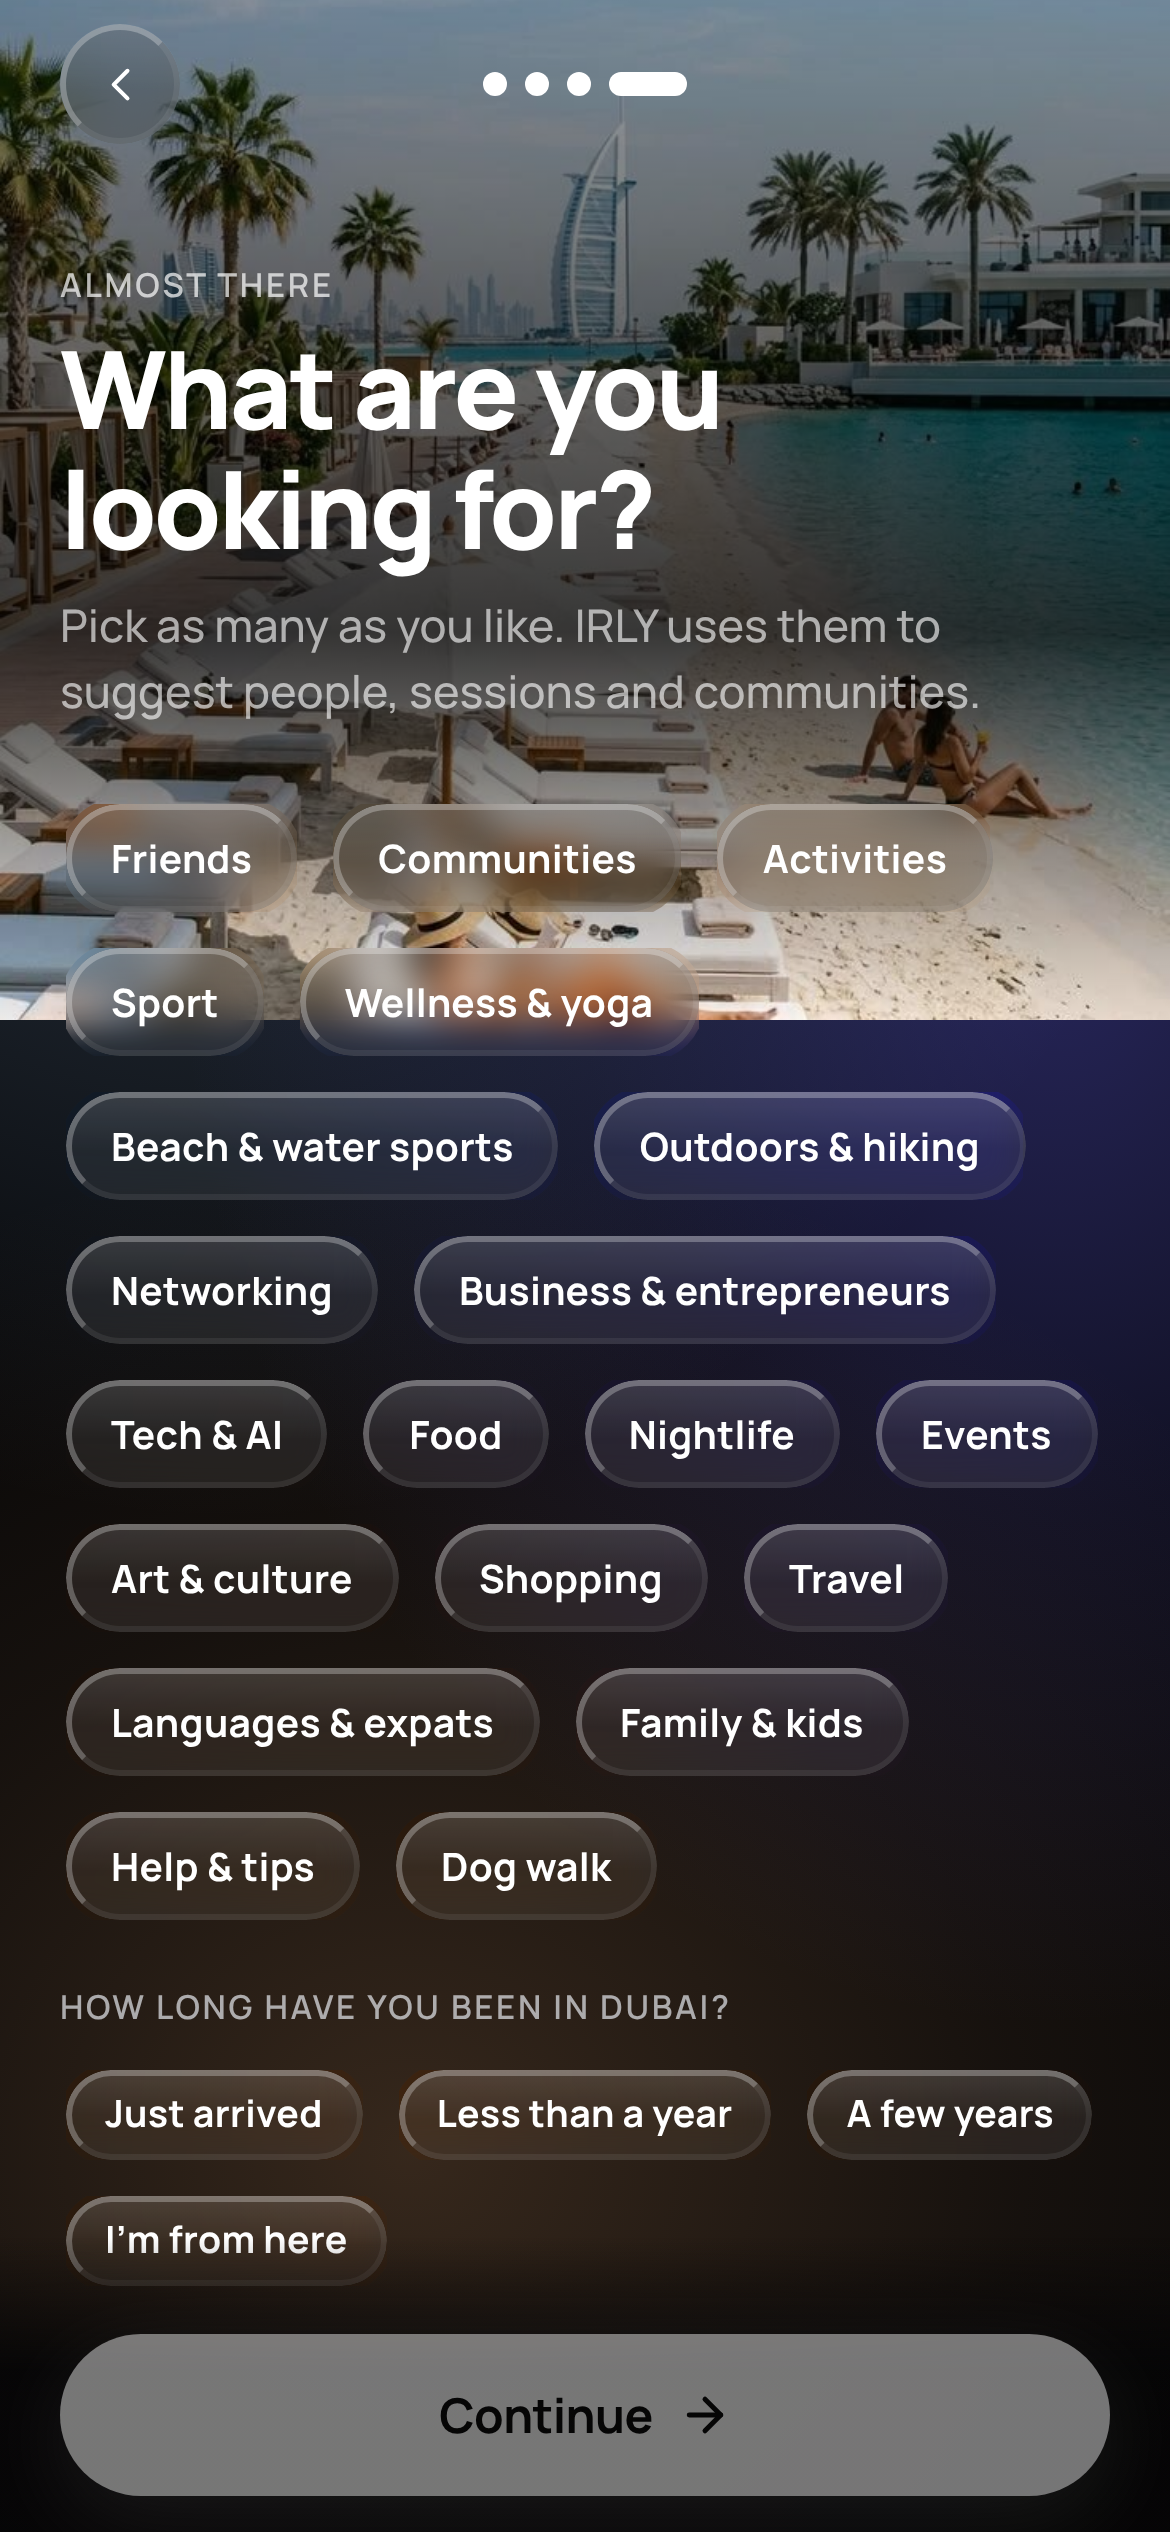 ALMOST THERE
What are you
looking for?
Pick as many as you like. IRLY uses them to
suggest people, sessions and communities.
Friends Communities Activities
Sport Wellness & yoga
Beach & water sports Outdoors & hiking
Networking Business & entrepreneurs
Tech & AI Food Nightlife Events
Art & culture Shopping Travel
Languages & expats Family & kids
Help & tips Dog walk
HOW LONG HAVE YOU BEEN IN DUBAI?
Just arrived Less than a year A few years
I’m from here
Continue →